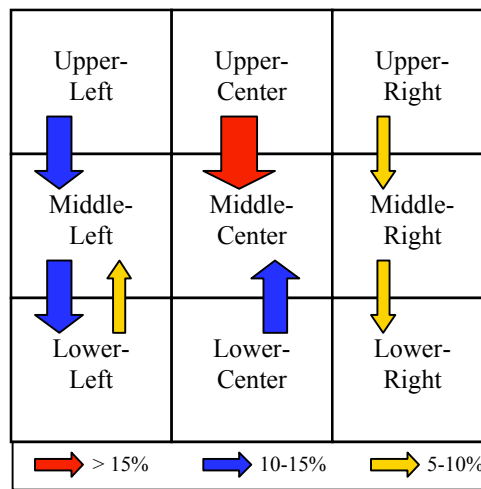 Upper-
Left
Upper-
Center
Upper-
Right
Middle-
Left
Middle-
Center
Middle-
Right
Lower-
Left
Lower-
Center
Lower-
Right
> 15%
10-15%
5-10%